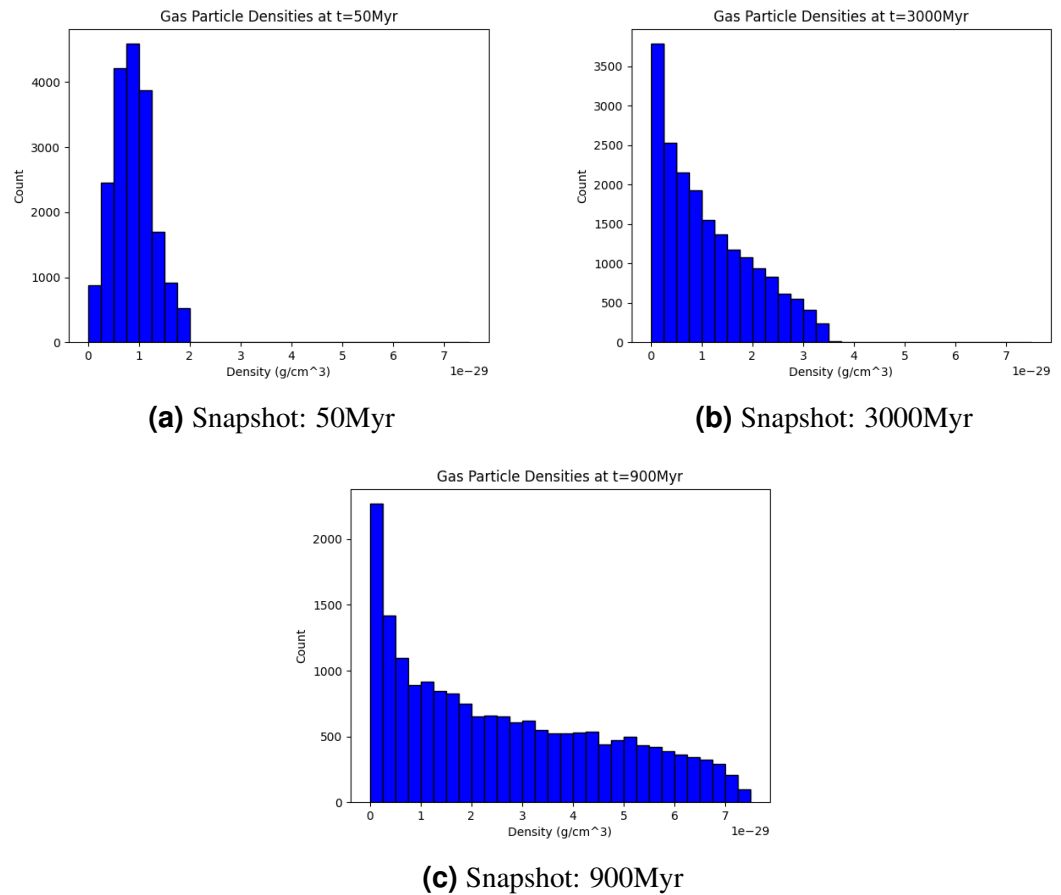 Gas Particle Densities at t=50Myr
Count
4000
3000
2000
1000
0
0 1 2 3 4 5 6 7
1e-29
Density (g/cm^3)
(a) Snapshot: 50Myr
Gas Particle Densities at t=3000Myr
Count
3500
3000
2500
2000
1500
1000
500
0
0 1 2 3 4 5 6 7
1e-29
Density (g/cm^3)
(b) Snapshot: 3000Myr
Gas Particle Densities at t=900Myr
Count
2000
1500
1000
500
0
0 1 2 3 4 5 6 7
1e-29
Density (g/cm^3)
(c) Snapshot: 900Myr